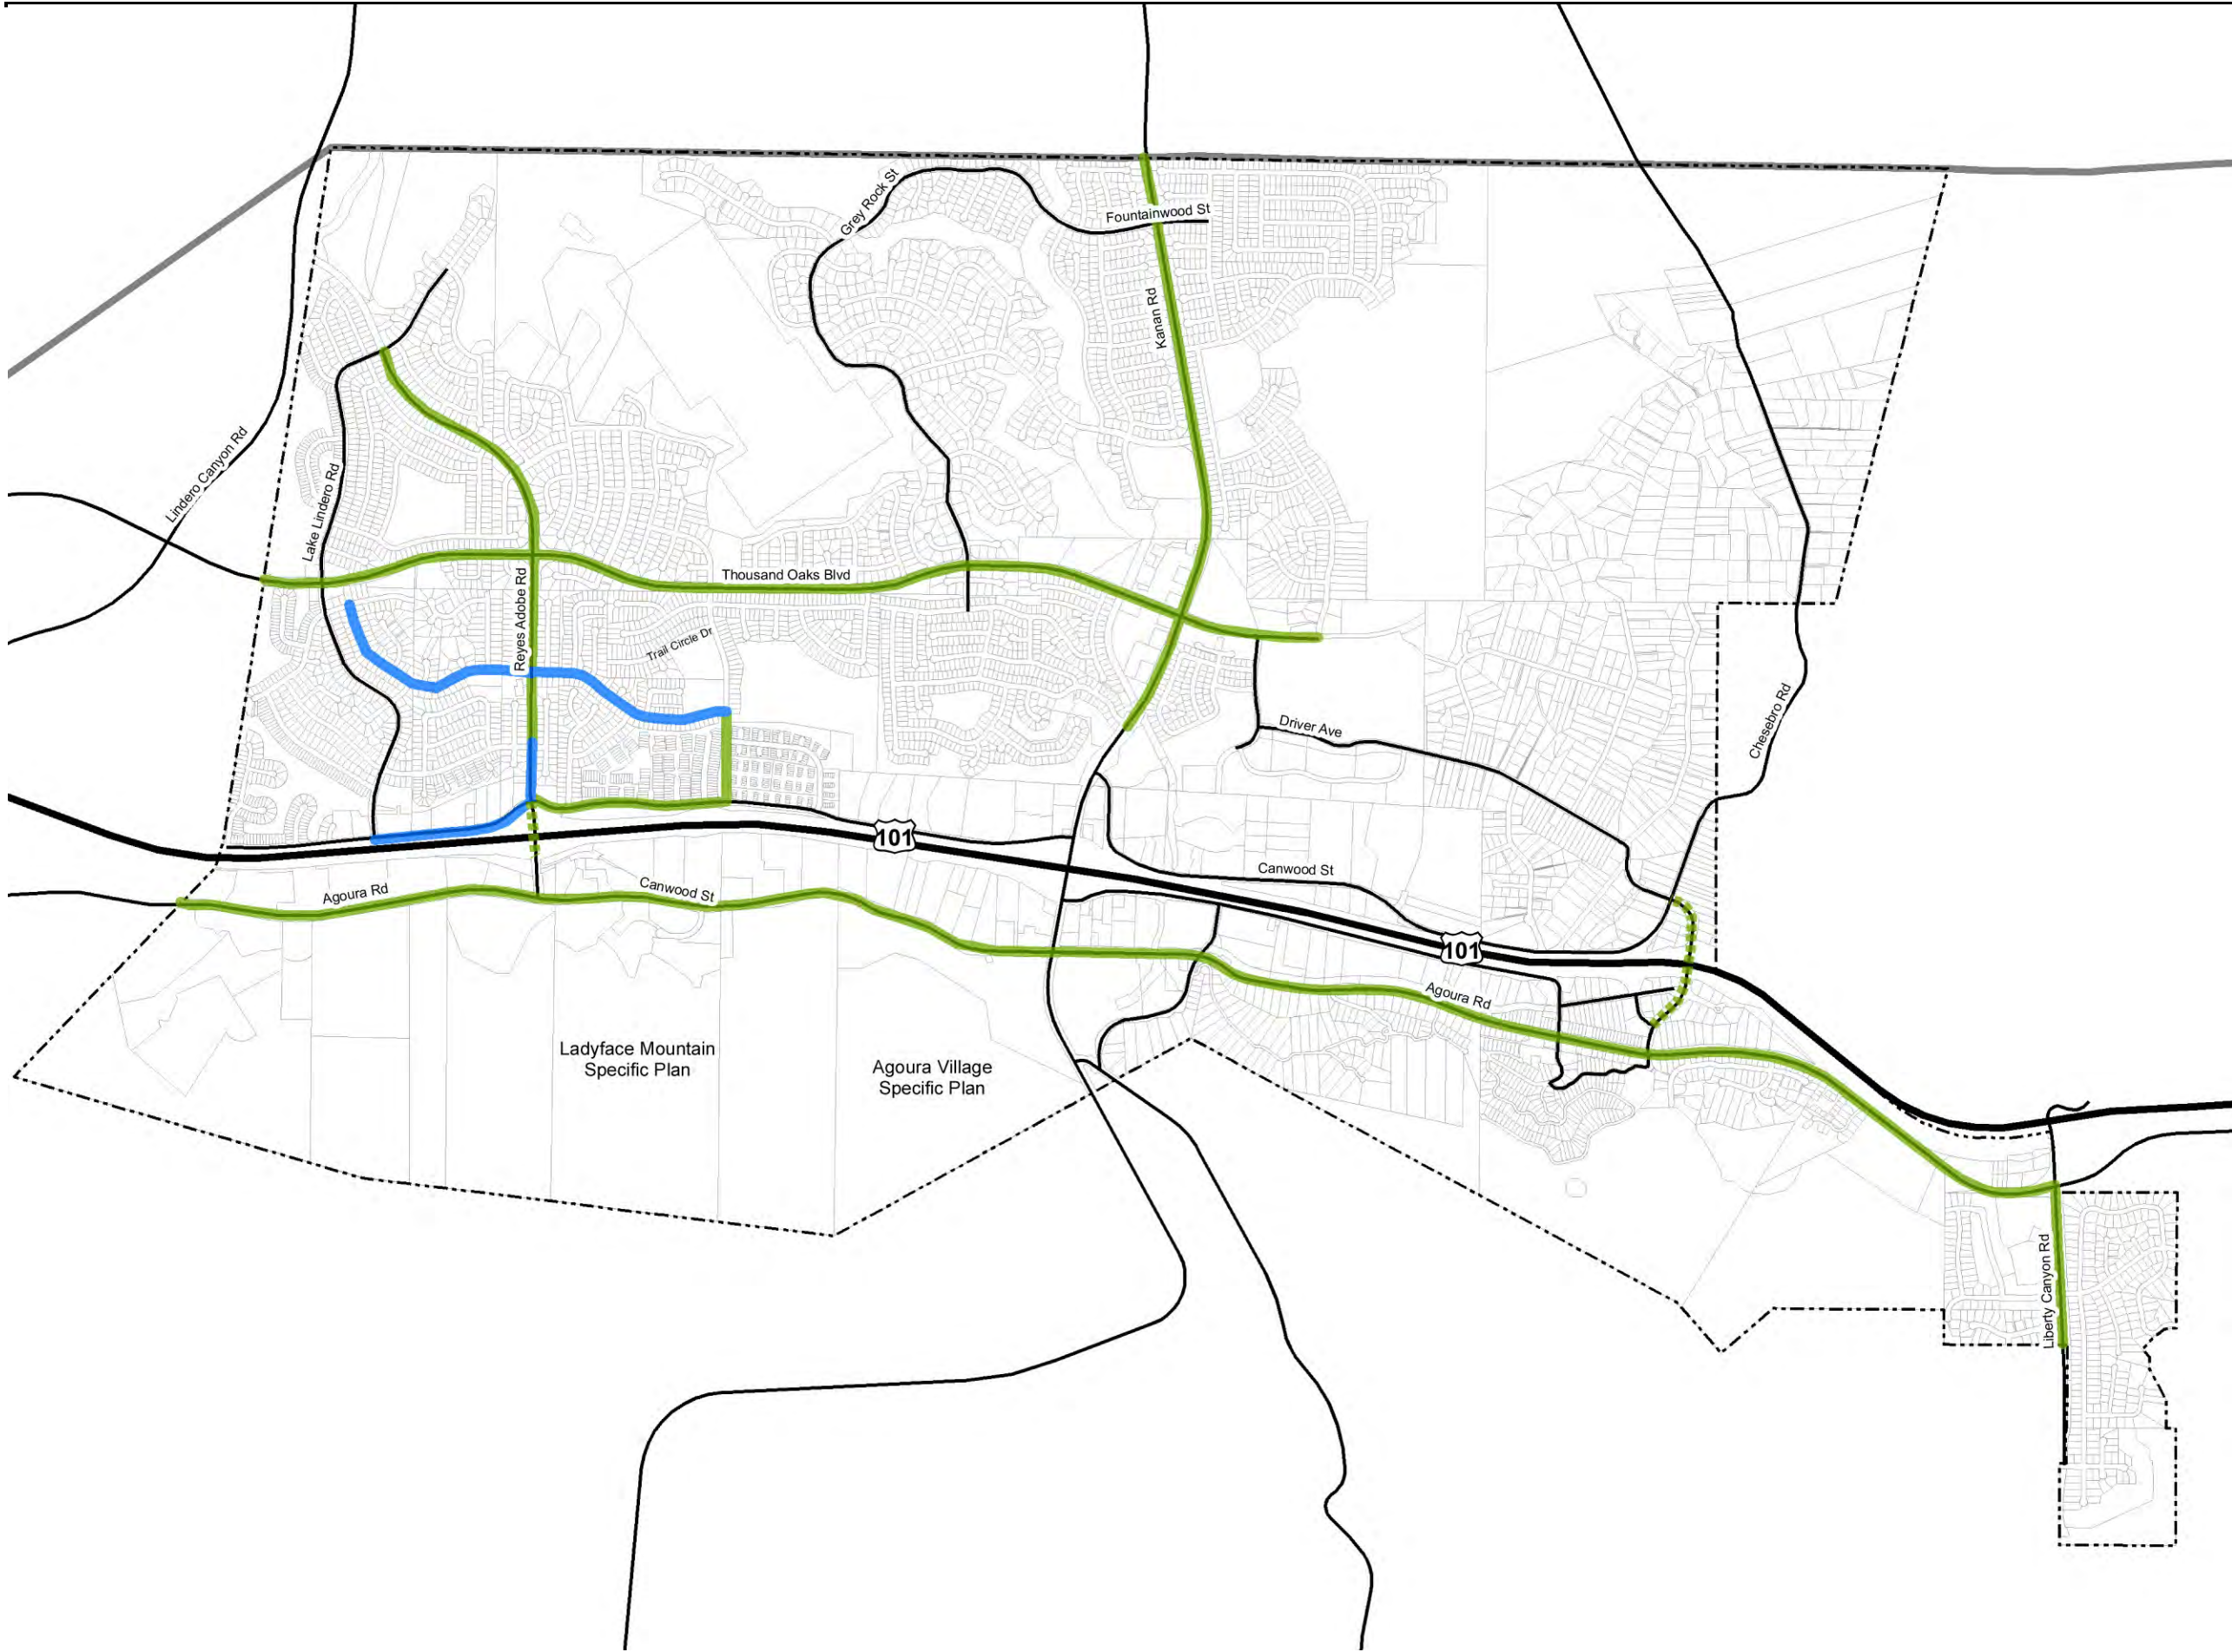 Grey Rock St
Fountainwood St
Kanan Rd
Lindero Canyon Rd
Lake Lindero Rd
Thousand Oaks Blvd
Reyes Adobe Rd
Trail Circle Dr
Driver Ave
Chesebro Rd
101
Canwood St
Agoura Rd
Canwood St
101
Agoura Rd
Ladyface Mountain
Specific Plan
Agoura Village
Specific Plan
Liberty Canyon Rd